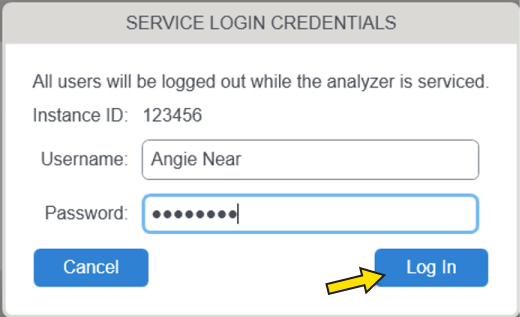 SERVICE LOGIN CREDENTIALS
All users will be logged out while the analyzer is serviced.
Instance ID: 123456
Username: Angie Near
Password: ●●●●●●●●
Cancel Log In